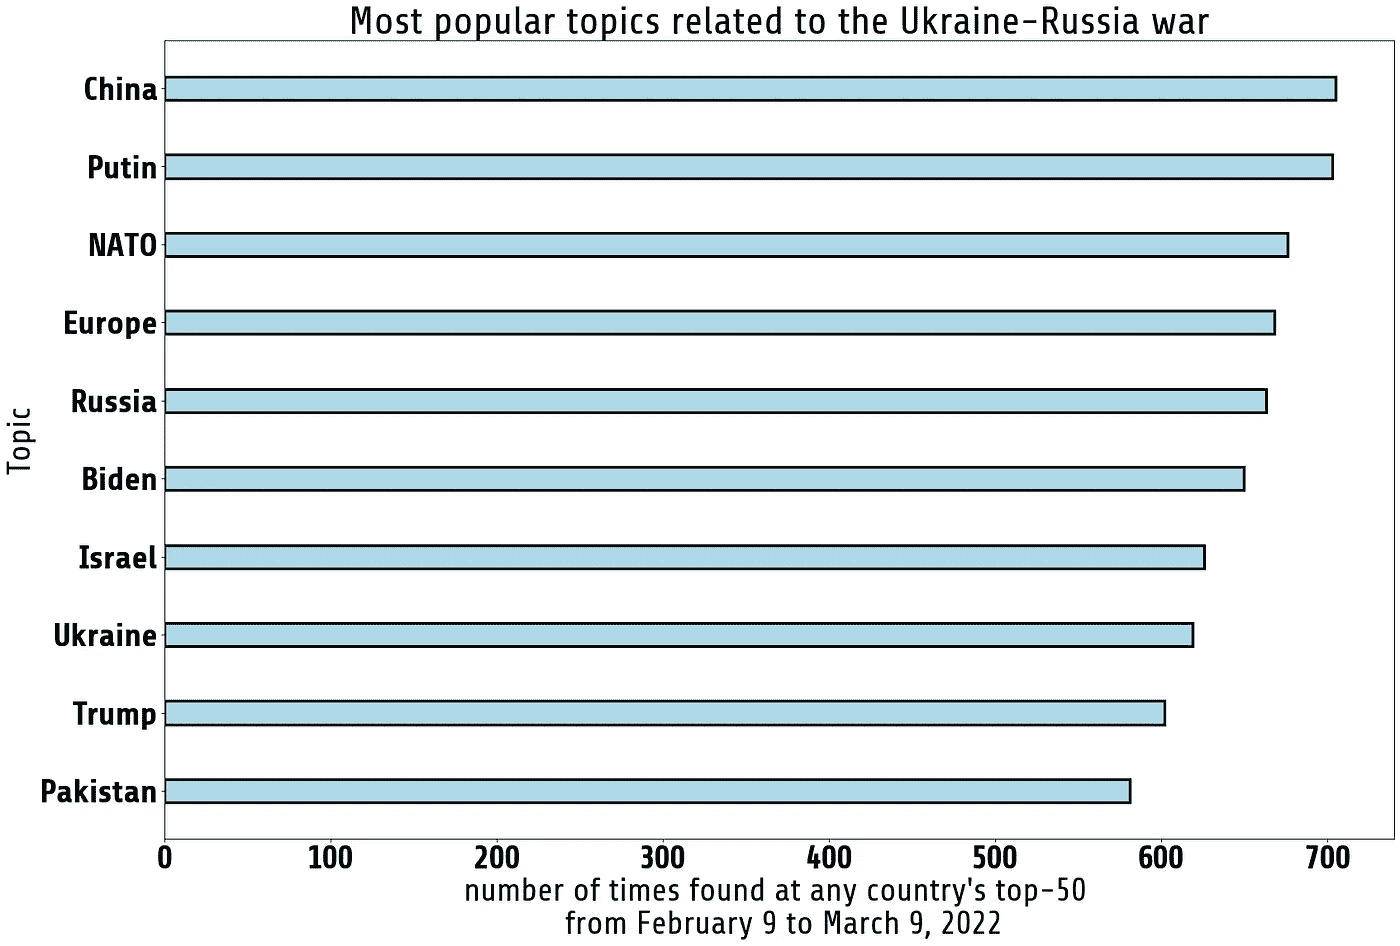 Most popular topics related to the Ukraine-Russia war
China
Putin
NATO
Europe
Russia
Biden
Israel
Ukraine
Trump
Pakistan
Topic
0 100 200 300 400 500 600 700
number of times found at any country's top-50
from February 9 to March 9, 2022